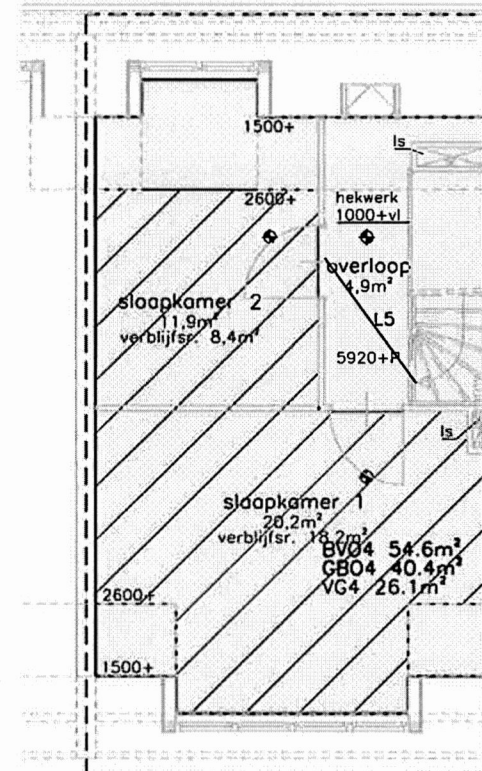 1500+
ls
2600+
hekwerk
1000+vl
overloop
4,9m²
slaapkamer 2
11,9m²
verblijfsr. 8,4m²
L5
5920+P
ls
slaapkamer 1
20,2m²
verblijfsr. 18,2m²
BVO4 54.6m²
GBO4 40.4m²
VG4 26.1m²
2600+
1500+